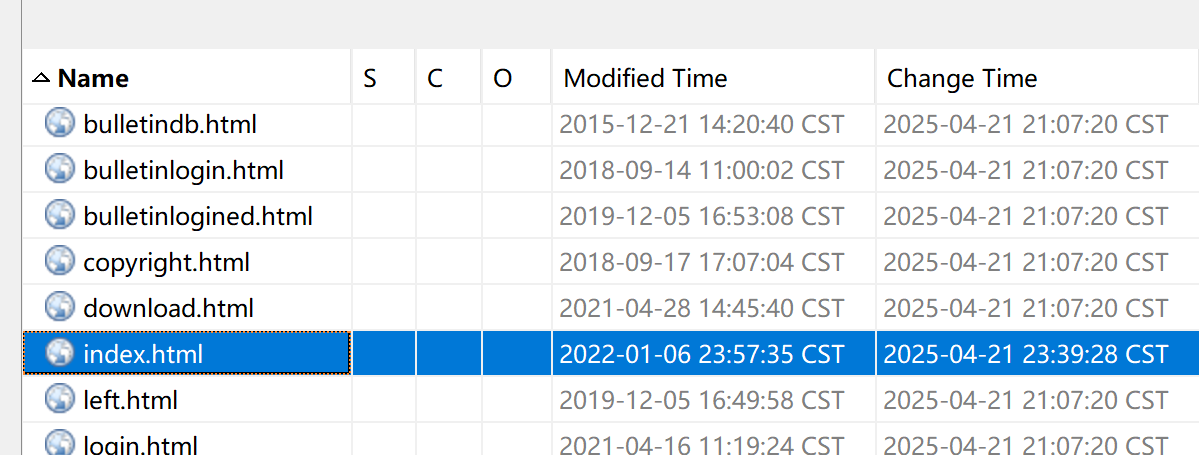 Name S C O Modified Time Change Time
bulletindb.html 2015-12-21 14:20:40 CST 2025-04-21 21:07:20 CST
bulletinlogin.html 2018-09-14 11:00:02 CST 2025-04-21 21:07:20 CST
bulletinlogined.html 2019-12-05 16:53:08 CST 2025-04-21 21:07:20 CST
copyright.html 2018-09-17 17:07:04 CST 2025-04-21 21:07:20 CST
download.html 2021-04-28 14:45:40 CST 2025-04-21 21:07:20 CST
index.html 2022-01-06 23:57:35 CST 2025-04-21 23:39:28 CST
left.html 2019-12-05 16:49:58 CST 2025-04-21 21:07:20 CST
login.html 2021-04-16 11:19:24 CST 2025-04-21 21:07:20 CST